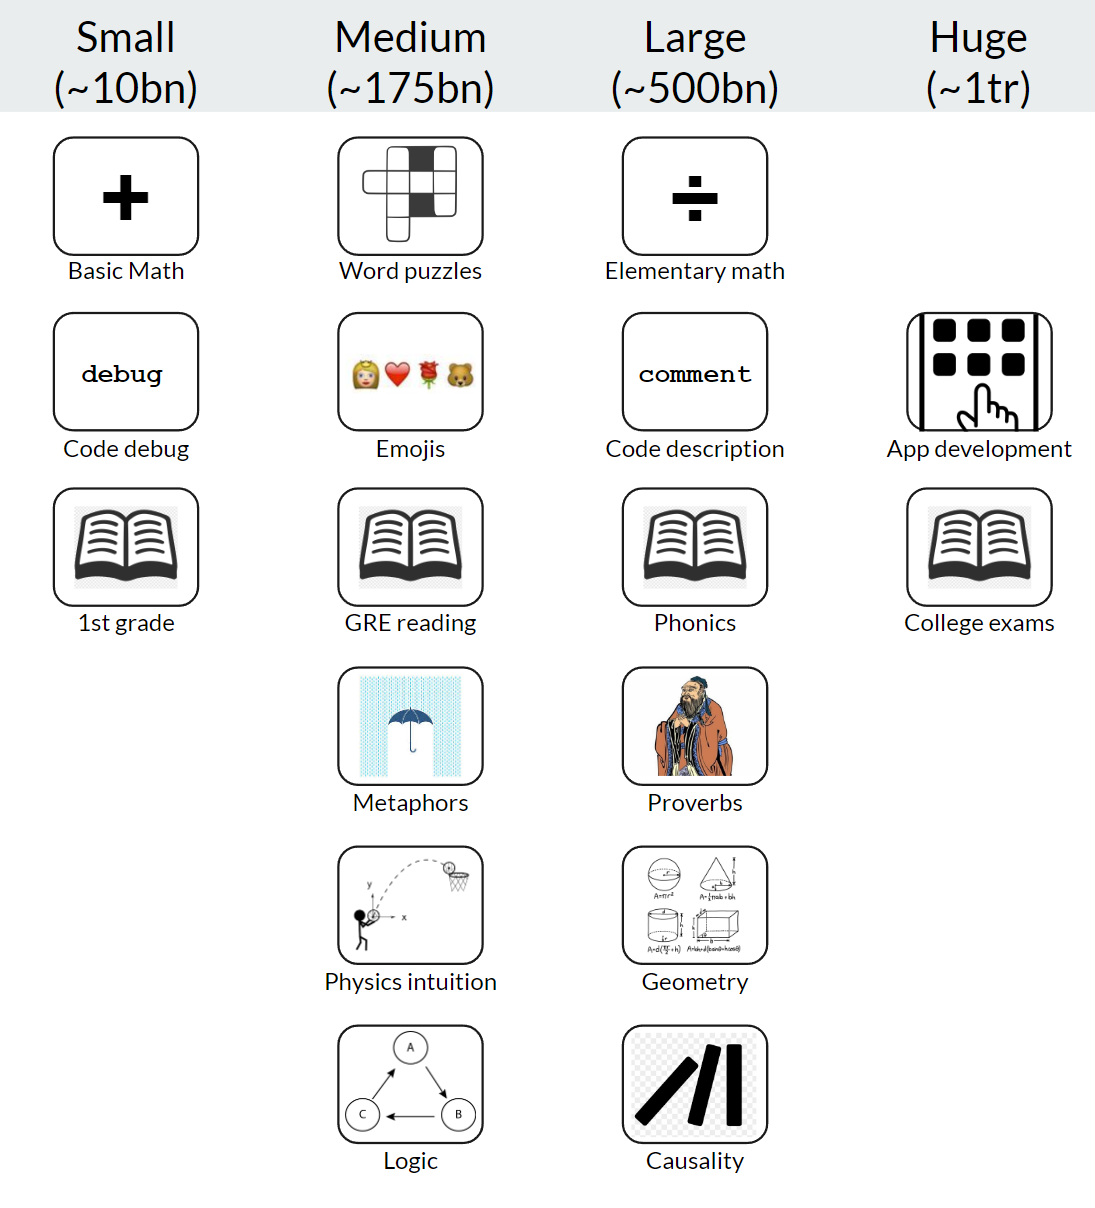 Small
(~10bn)
Medium
(~175bn)
Large
(~500bn)
Huge
(~1tr)
Basic Math
Word puzzles
Elementary math
debug
Code debug
Emojis
comment
Code description
App development
1st grade
GRE reading
Phonics
College exams
Metaphors
Proverbs
y
x
Physics intuition
r
h
A=πr²
d
h
b
Geometry
A
C
B
Logic
Causality